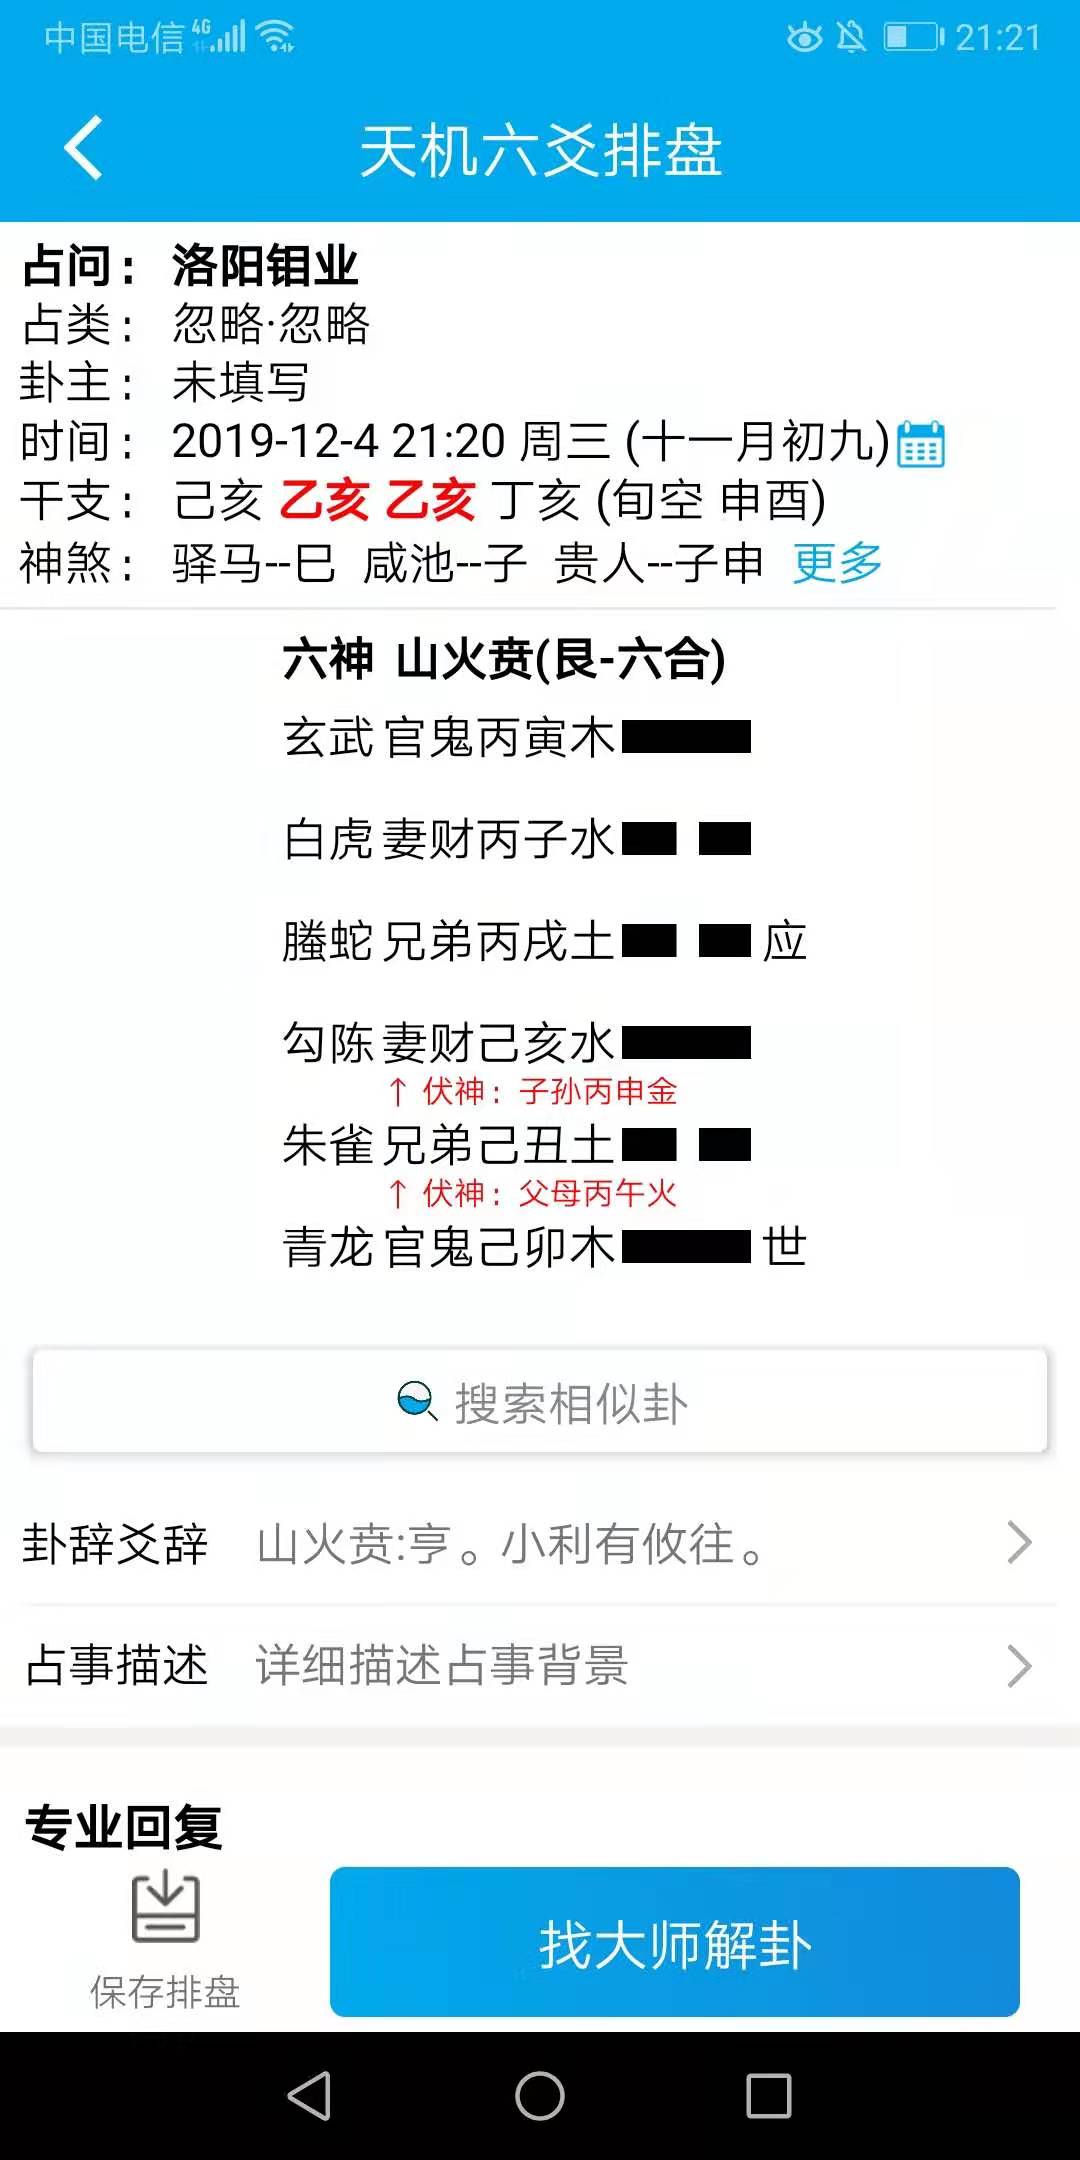 中国电信 4G 21:21
天机六爻排盘
占问： 洛阳钼业
占类： 忽略·忽略
卦主： 未填写
时间： 2019-12-4 21:20 周三 (十一月初九)
干支： 己亥 乙亥 乙亥 丁亥 (旬空 申酉)
神煞： 驿马--巳 咸池--子 贵人--子申 更多
六神 山火贲(艮-六合)
玄武 官鬼丙寅木
白虎 妻财丙子水
螣蛇 兄弟丙戌土 应
勾陈 妻财己亥水
↑ 伏神：子孙丙申金
朱雀 兄弟己丑土
↑ 伏神：父母丙午火
青龙 官鬼己卯木 世
搜索相似卦
卦辞爻辞 山火贲:亨。小利有攸往。
占事描述 详细描述占事背景
专业回复
保存排盘
找大师解卦